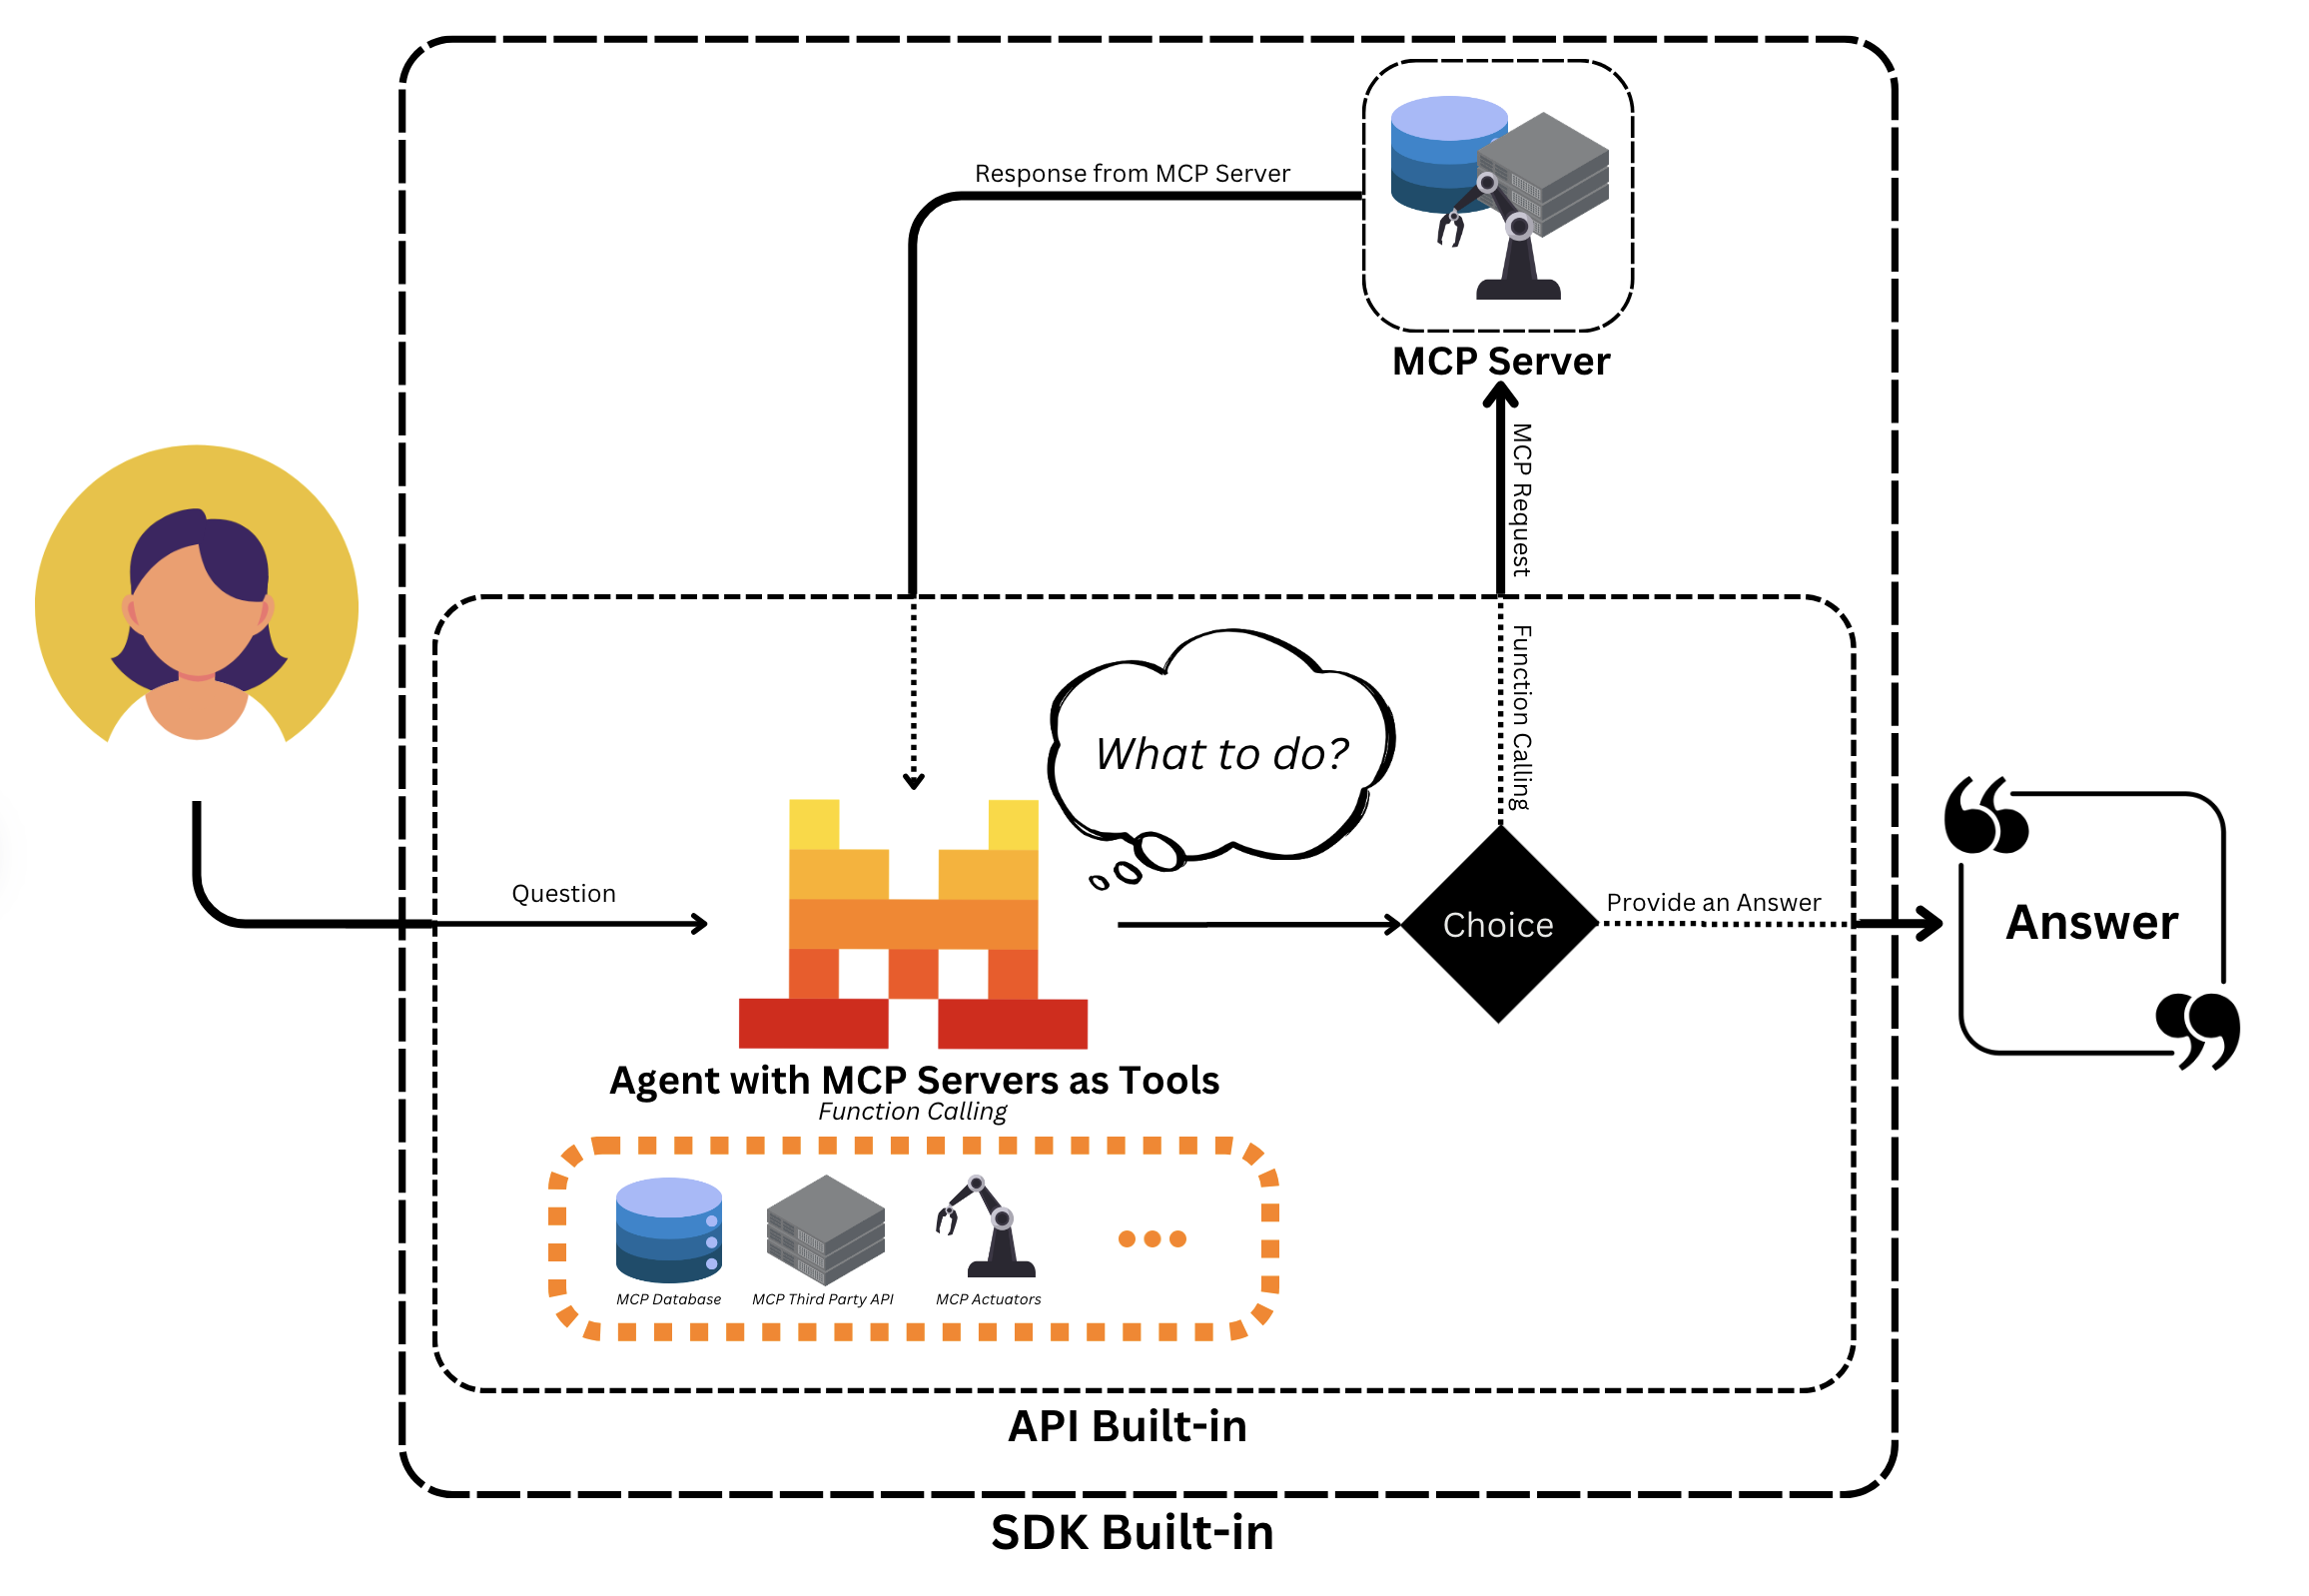 Response from MCP Server
MCP Server
MCP Request
Function Calling
What to do?
Question
Choice
Provide an Answer
Answer
Agent with MCP Servers as Tools
Function Calling
MCP Database
MCP Third Party API
MCP Actuators
API Built-in
SDK Built-in